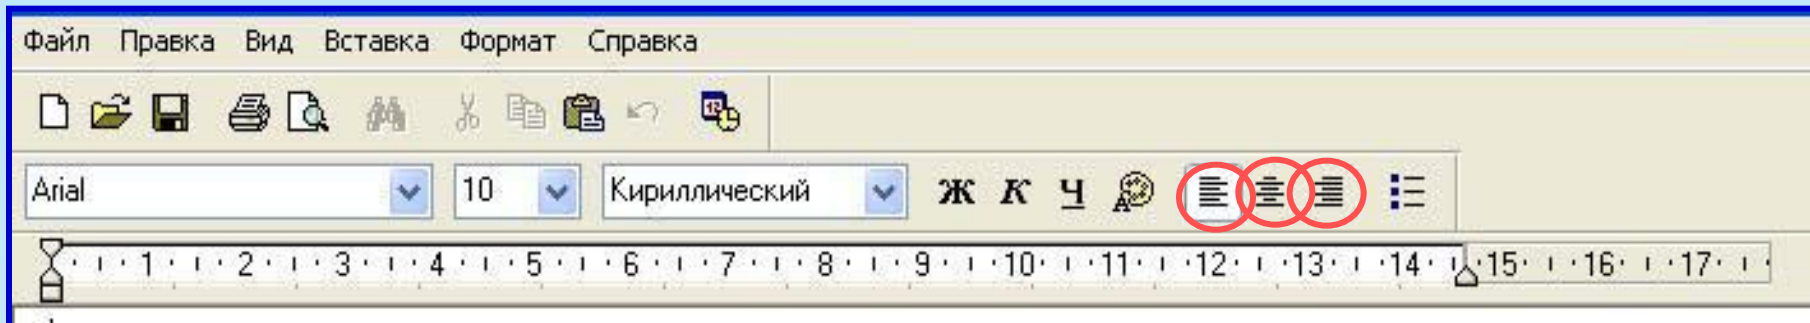 Файл Правка Вид Вставка Формат Справка
12
Arial 10 Кириллический Ж К Ч A
1 2 3 4 5 6 7 8 9 10 11 12 13 14 15 16 17